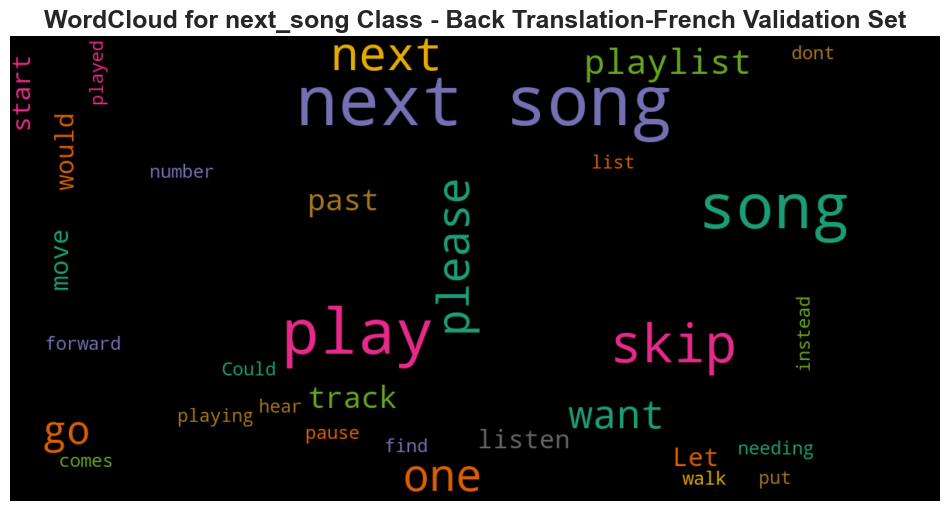 WordCloud for next_song Class - Back Translation-French Validation Set
start
played
next
playlist
dont
next song
would
number
list
past
please
song
move
play
skip
instead
forward
Could
track
playing
hear
want
go
pause
find
listen
comes
one
Let
needing
walk
put